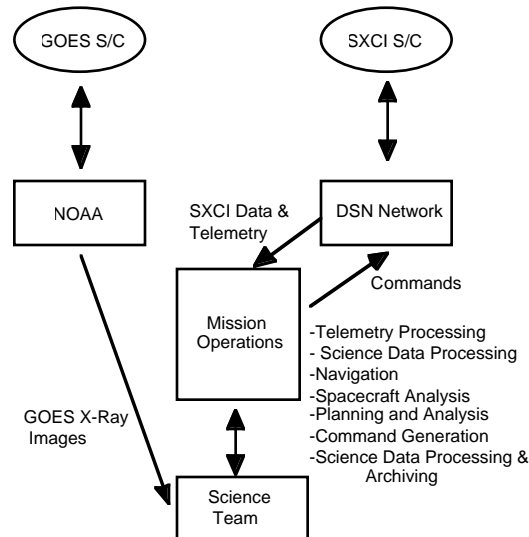 GOES S/C
SXCI S/C
NOAA
DSN Network
SXCI Data &
Telemetry
Commands
Mission
Operations
-Telemetry Processing
- Science Data Processing
-Navigation
-Spacecraft Analysis
-Planning and Analysis
-Command Generation
-Science Data Processing &
Archiving
GOES X-Ray
Images
Science
Team